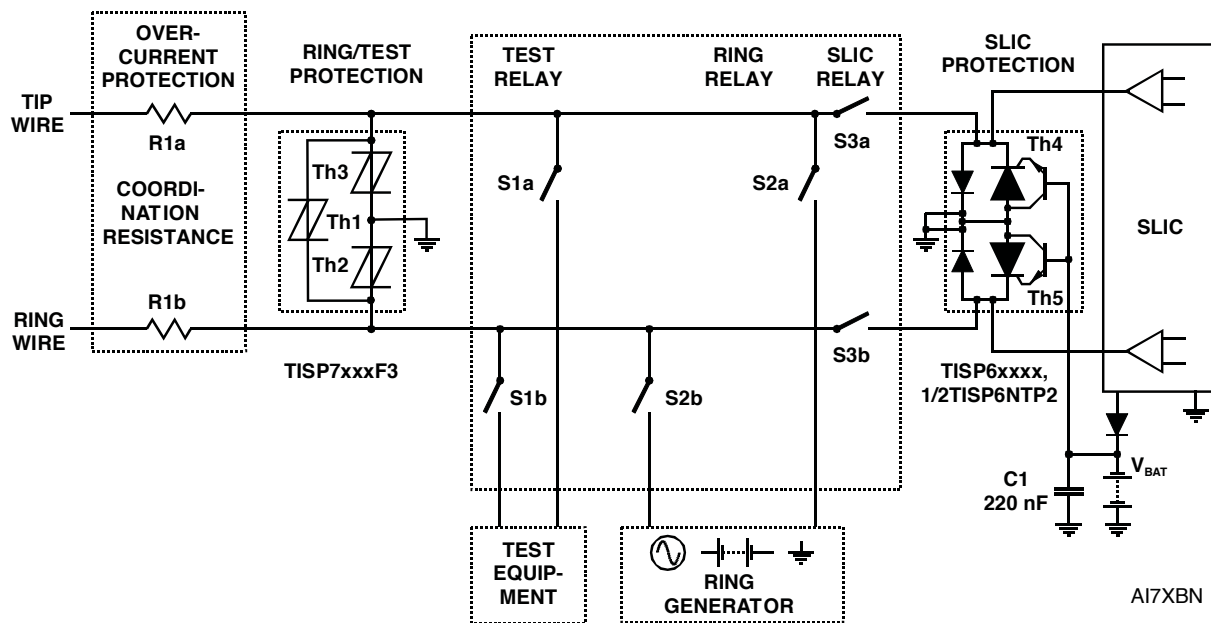 OVER-
CURRENT
PROTECTION
RING/TEST
PROTECTION
TEST
RELAY
RING
RELAY
SLIC
RELAY
SLIC
PROTECTION
TIP
WIRE
R1a
S3a
Th4
Th3
S1a
S2a
COORDI-
NATION
RESISTANCE
Th1
SLIC
Th2
R1b
Th5
RING
WIRE
S3b
TISP7xxxF3
S1b
S2b
TISP6xxxx,
1/2TISP6NTP2
C1
220 nF
VBAT
TEST
EQUIP-
MENT
RING
GENERATOR
AI7XBN